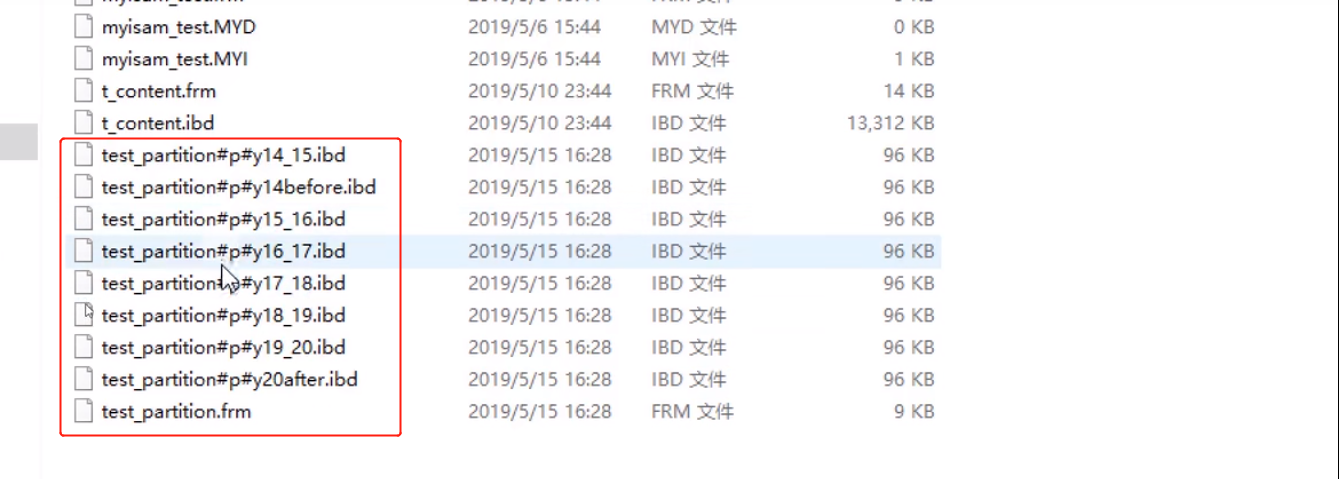 myisam_test.MYD 2019/5/6 15:44 MYD 文件 0 KB
myisam_test.MYI 2019/5/6 15:44 MYI 文件 1 KB
t_content.frm 2019/5/10 23:44 FRM 文件 14 KB
t_content.ibd 2019/5/10 23:44 IBD 文件 13,312 KB
test_partition#p#y14_15.ibd 2019/5/15 16:28 IBD 文件 96 KB
test_partition#p#y14before.ibd 2019/5/15 16:28 IBD 文件 96 KB
test_partition#p#y15_16.ibd 2019/5/15 16:28 IBD 文件 96 KB
test_partition#p#y16_17.ibd 2019/5/15 16:28 IBD 文件 96 KB
test_partition#p#y17_18.ibd 2019/5/15 16:28 IBD 文件 96 KB
test_partition#p#y18_19.ibd 2019/5/15 16:28 IBD 文件 96 KB
test_partition#p#y19_20.ibd 2019/5/15 16:28 IBD 文件 96 KB
test_partition#p#y20after.ibd 2019/5/15 16:28 IBD 文件 96 KB
test_partition.frm 2019/5/15 16:28 FRM 文件 9 KB